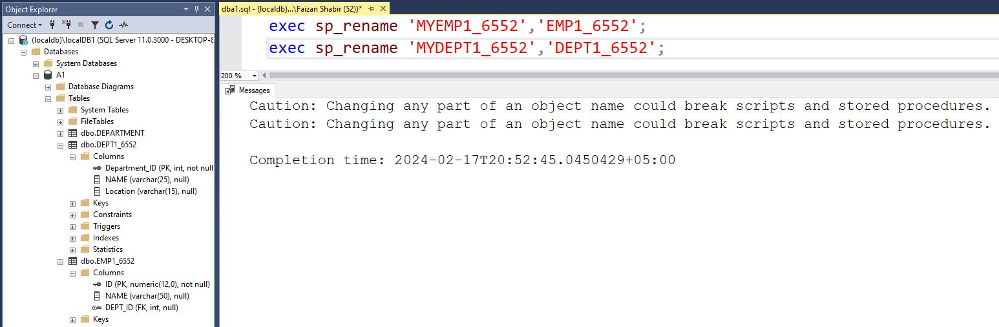 Object Explorer
Connect
(localdb)\localDB1 (SQL Server 11.0.3000 - DESKTOP-8
Databases
System Databases
A1
Database Diagrams
Tables
System Tables
FileTables
dbo.DEPARTMENT
dbo.DEPT1_6552
Columns
Department_ID (PK, int, not null
NAME (varchar(25), null)
Location (varchar(15), null)
Keys
Constraints
Triggers
Indexes
Statistics
dbo.EMP1_6552
Columns
ID (PK, numeric(12,0), not null)
NAME (varchar(50), null)
DEPT_ID (FK, int, null)
Keys
dba1.sql - (localdb)...\Faizan Shabir (52))*
exec sp_rename 'MYEMP1_6552','EMP1_6552';
exec sp_rename 'MYDEPT1_6552','DEPT1_6552';
200 %
Messages
Caution: Changing any part of an object name could break scripts and stored procedures.
Caution: Changing any part of an object name could break scripts and stored procedures.
Completion time: 2024-02-17T20:52:45.0450429+05:00